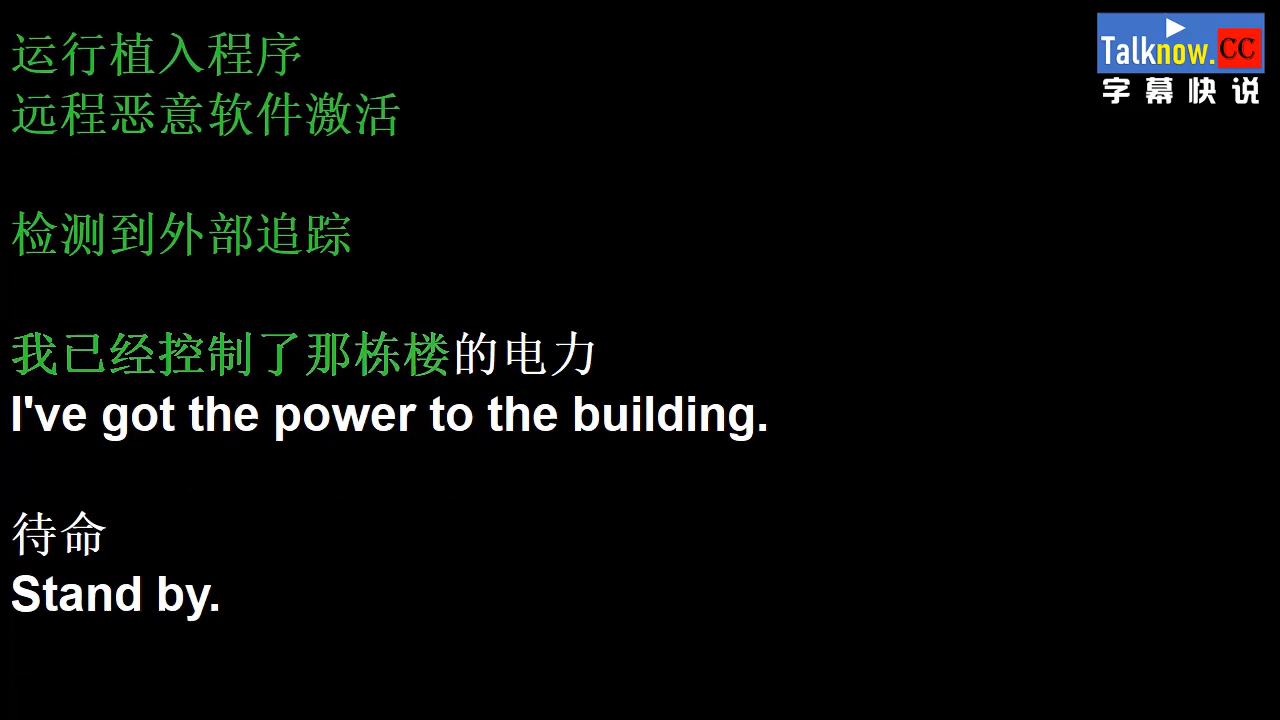 运行植入程序
远程恶意软件激活
检测到外部追踪
我已经控制了那栋楼的电力
I've got the power to the building.
待命
Stand by.
Talknow.CC
字幕快说